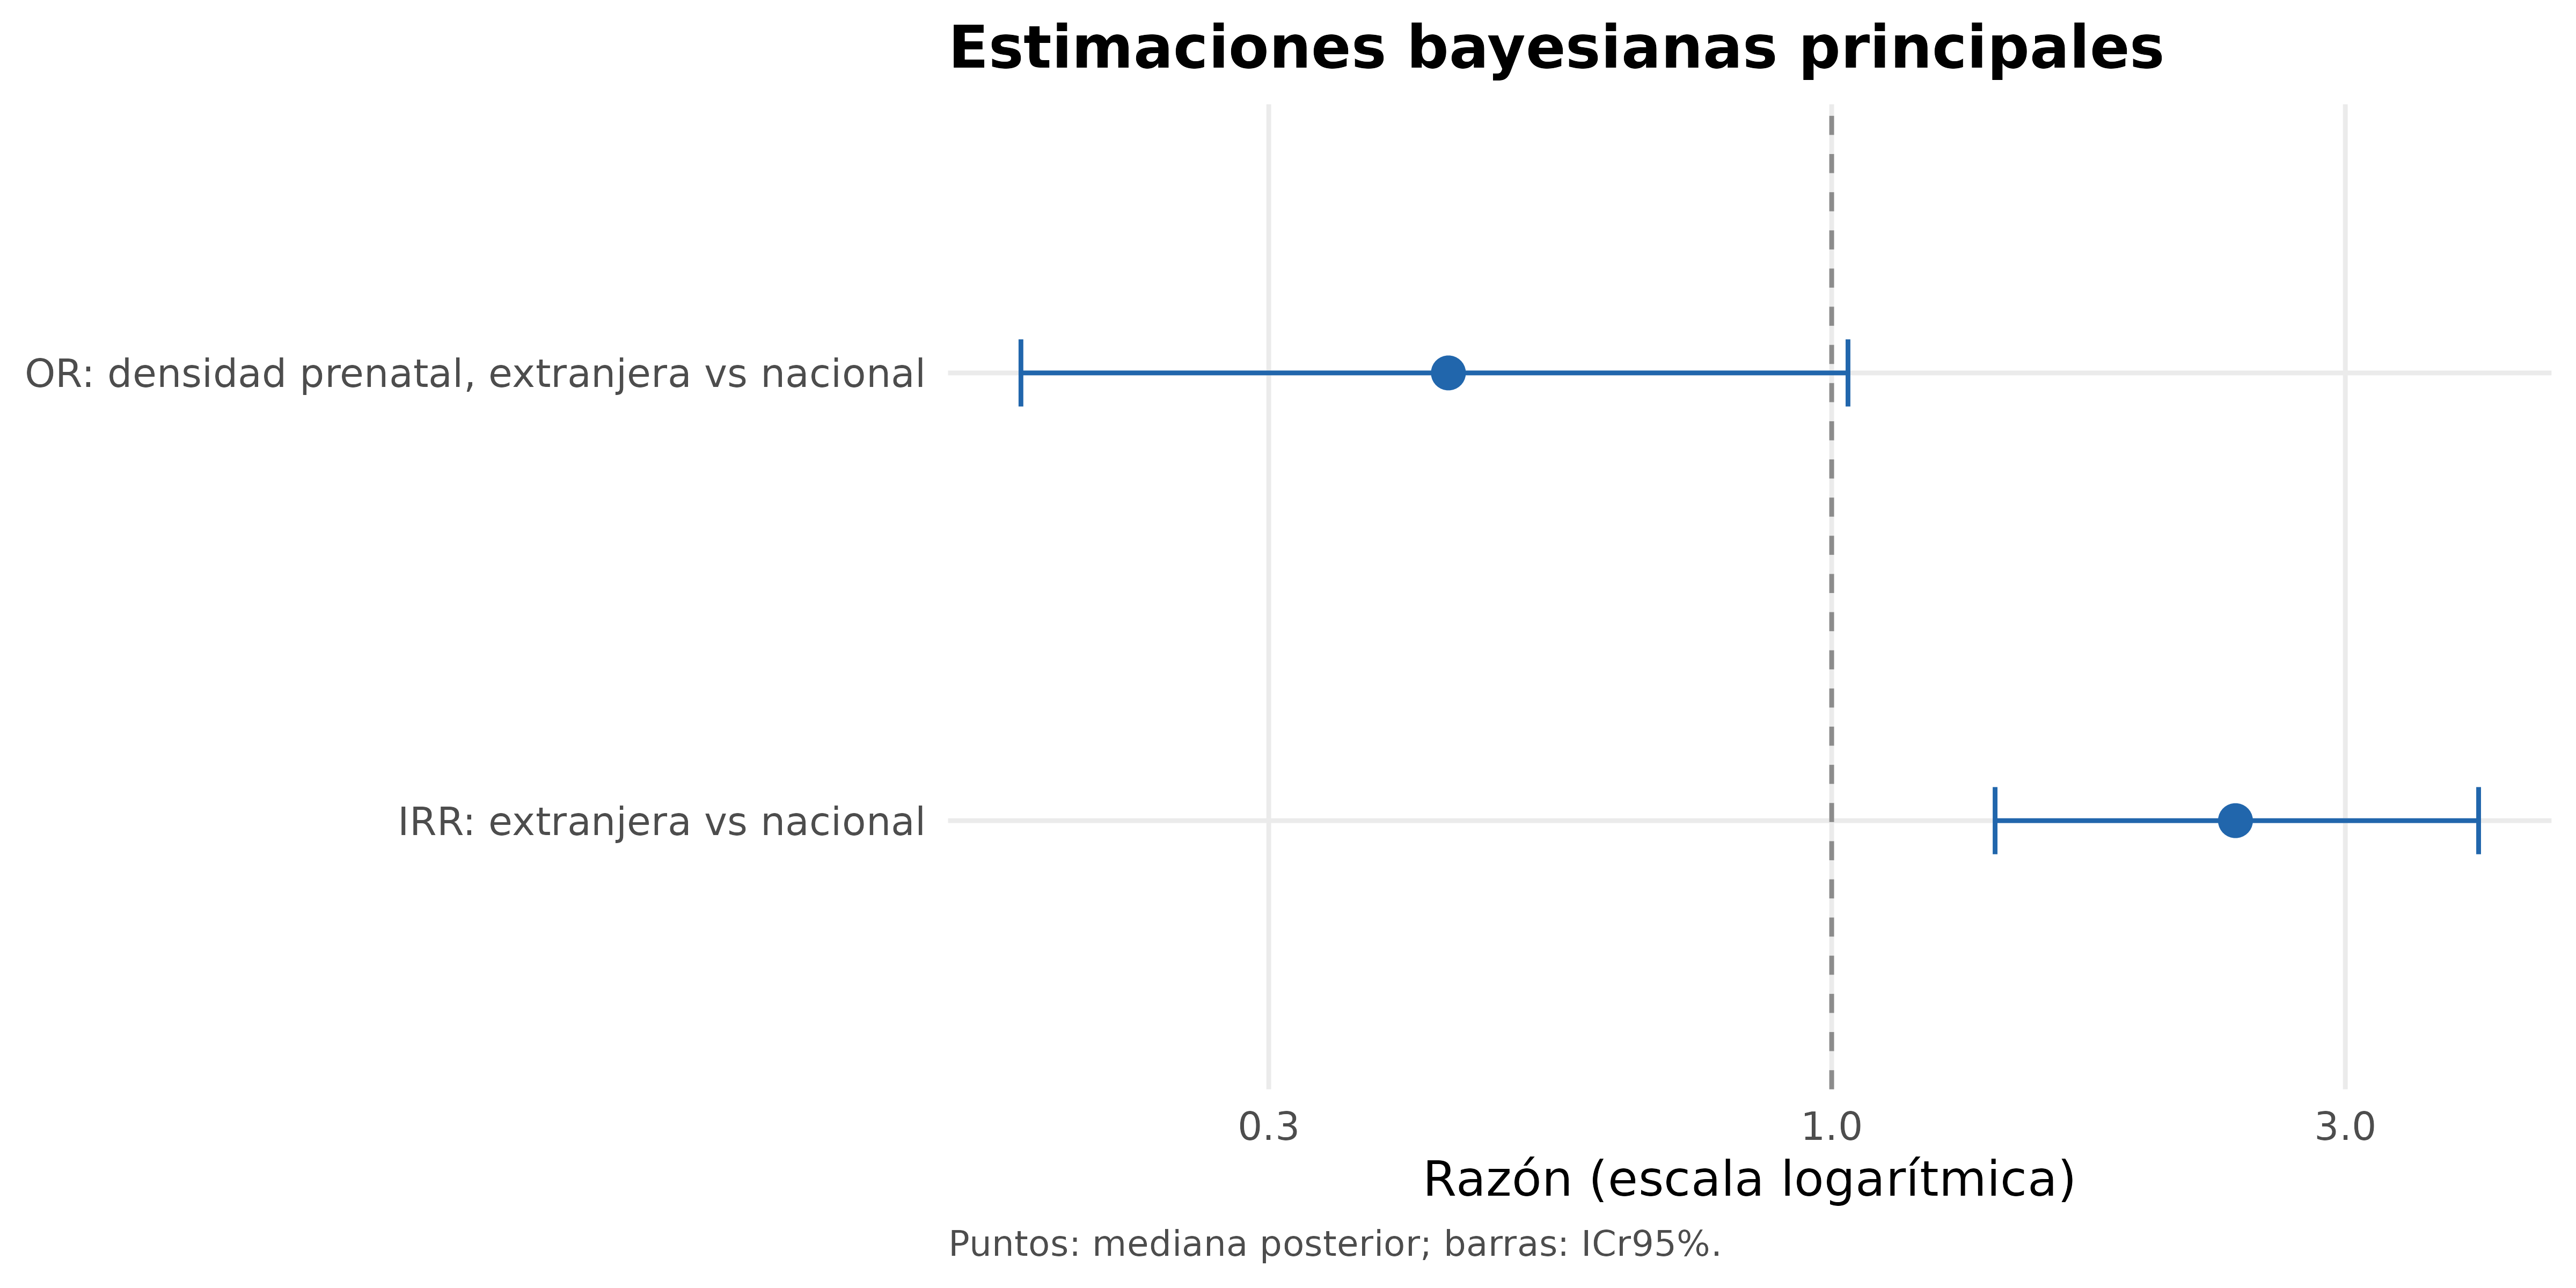 Estimaciones bayesianas principales
OR: densidad prenatal, extranjera vs nacional
IRR: extranjera vs nacional
0.3 1.0 3.0
Razón (escala logarítmica)
Puntos: mediana posterior; barras: ICr95%.